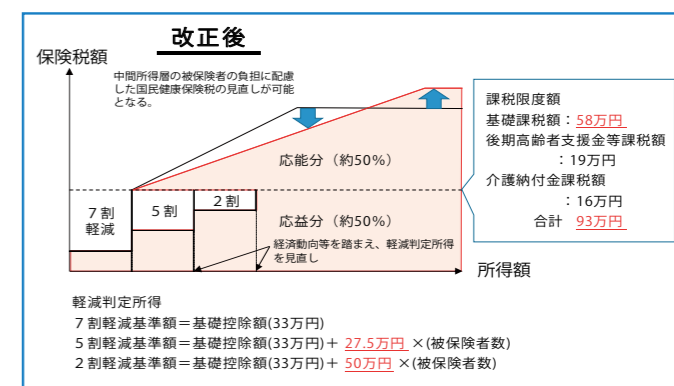 改正後
保険税額
中間所得層の被保険者の負担に配慮
した国民健康保険税の見直しが可能
となる。
課税限度額
基礎課税額：58万円
後期高齢者支援金等課税額
：19万円
介護納付金課税額
：16万円
合計 93万円
応能分（約50%）
7割
軽減
5割
2割
応益分（約50%）
経済動向等を踏まえ、軽減判定所得
を見直し
所得額
軽減判定所得
７割軽減基準額＝基礎控除額(33万円)
５割軽減基準額＝基礎控除額(33万円)＋ 27.5万円 ×(被保険者数)
２割軽減基準額＝基礎控除額(33万円)＋ 50万円 ×(被保険者数)